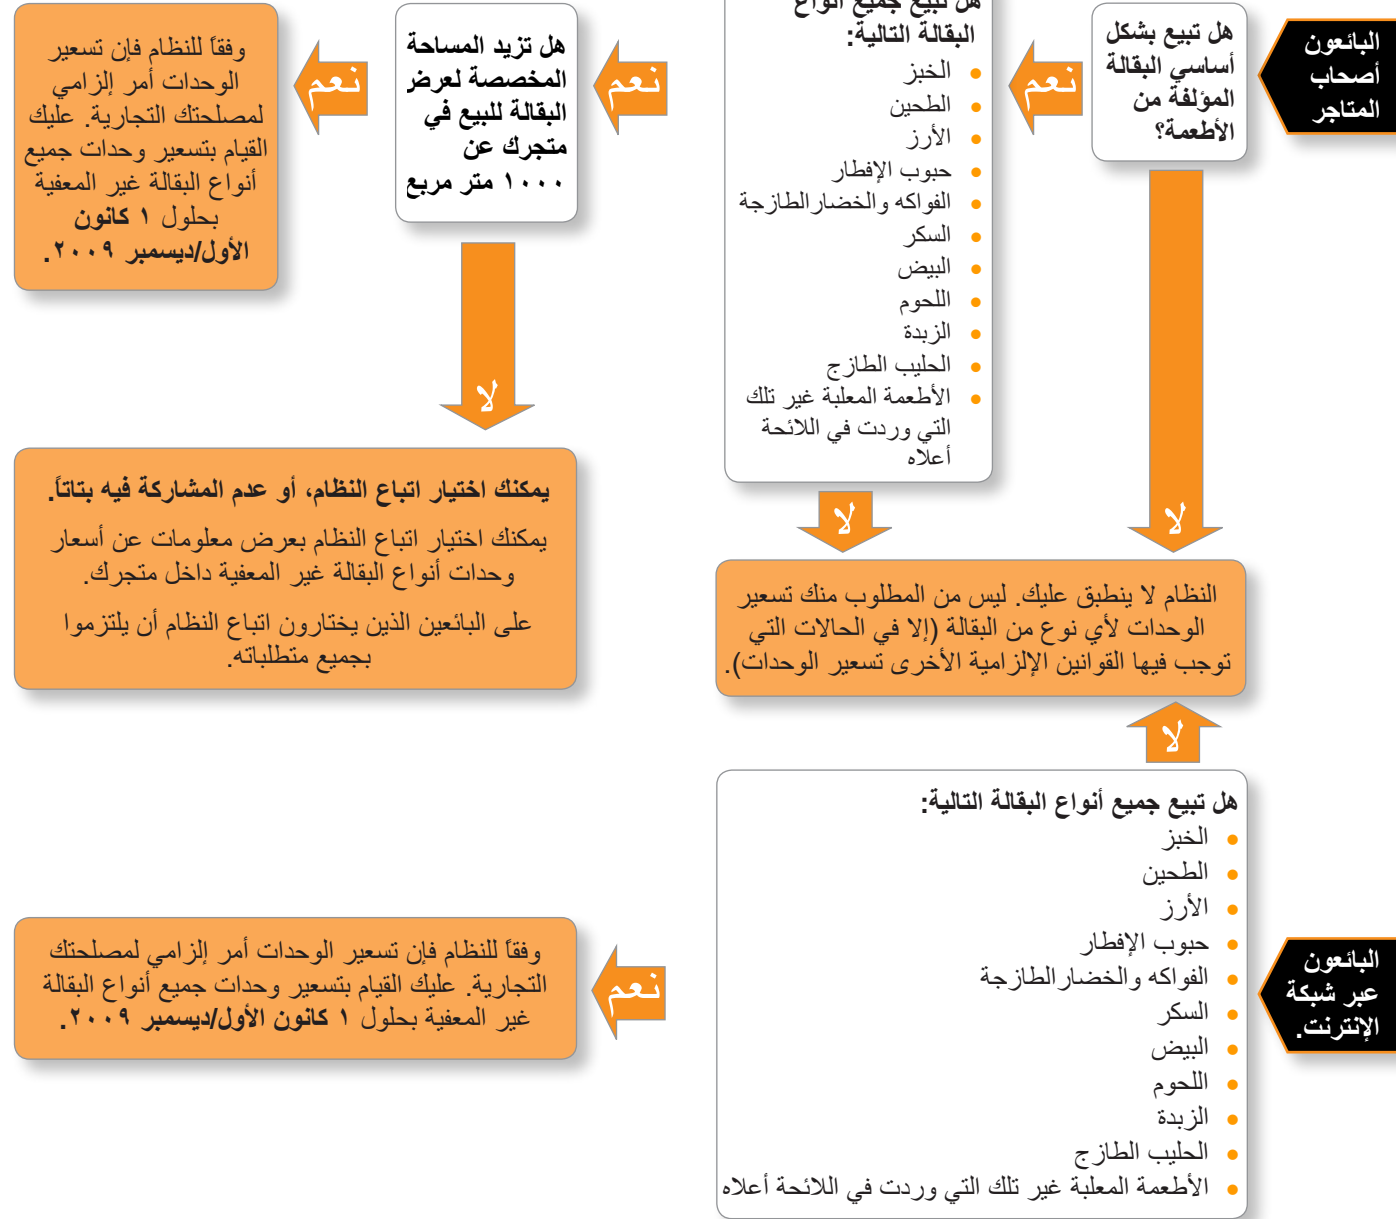 البائعون
أصحاب
المتاجر
هل تبيع بشكل
أساسي البقالة
المؤلفة من
الأطعمة؟
نعم
هل تبيع جميع أنواع
البقالة التالية:
الخبز
الطحين
الأرز
حبوب الإفطار
الفواكه والخضارالطازجة
السكر
البيض
اللحوم
الزبدة
الحليب الطازج
الأطعمة المعلبة غير تلك
التي وردت في اللائحة
أعلاه
نعم
هل تزيد المساحة
المخصصة لعرض
البقالة للبيع في
متجرك عن
١٠٠٠ متر مربع
نعم
وفقاً للنظام فإن تسعير
الوحدات أمر إلزامي
لمصلحتك التجارية. عليك
القيام بتسعير وحدات جميع
أنواع البقالة غير المعفية
بحلول ١ كانون
الأول/ديسمبر ٢٠٠٩.
لا
لا
لا
النظام لا ينطبق عليك. ليس من المطلوب منك تسعير
الوحدات لأي نوع من البقالة (إلا في الحالات التي
توجب فيها القوانين الإلزامية الأخرى تسعير الوحدات).
يمكنك اختيار اتباع النظام، أو عدم المشاركة فيه بتاتاً.
يمكنك اختيار اتباع النظام بعرض معلومات عن أسعار
وحدات أنواع البقالة غير المعفية داخل متجرك.
على البائعين الذين يختارون اتباع النظام أن يلتزموا
بجميع متطلباته.
لا
البائعون
عبر شبكة
الإنترنت.
هل تبيع جميع أنواع البقالة التالية:
الخبز
الطحين
الأرز
حبوب الإفطار
الفواكه والخضارالطازجة
السكر
البيض
اللحوم
الزبدة
الحليب الطازج
الأطعمة المعلبة غير تلك التي وردت في اللائحة أعلاه
نعم
وفقاً للنظام فإن تسعير الوحدات أمر إلزامي لمصلحتك
التجارية. عليك القيام بتسعير وحدات جميع أنواع البقالة
غير المعفية بحلول ١ كانون الأول/ديسمبر ٢٠٠٩.